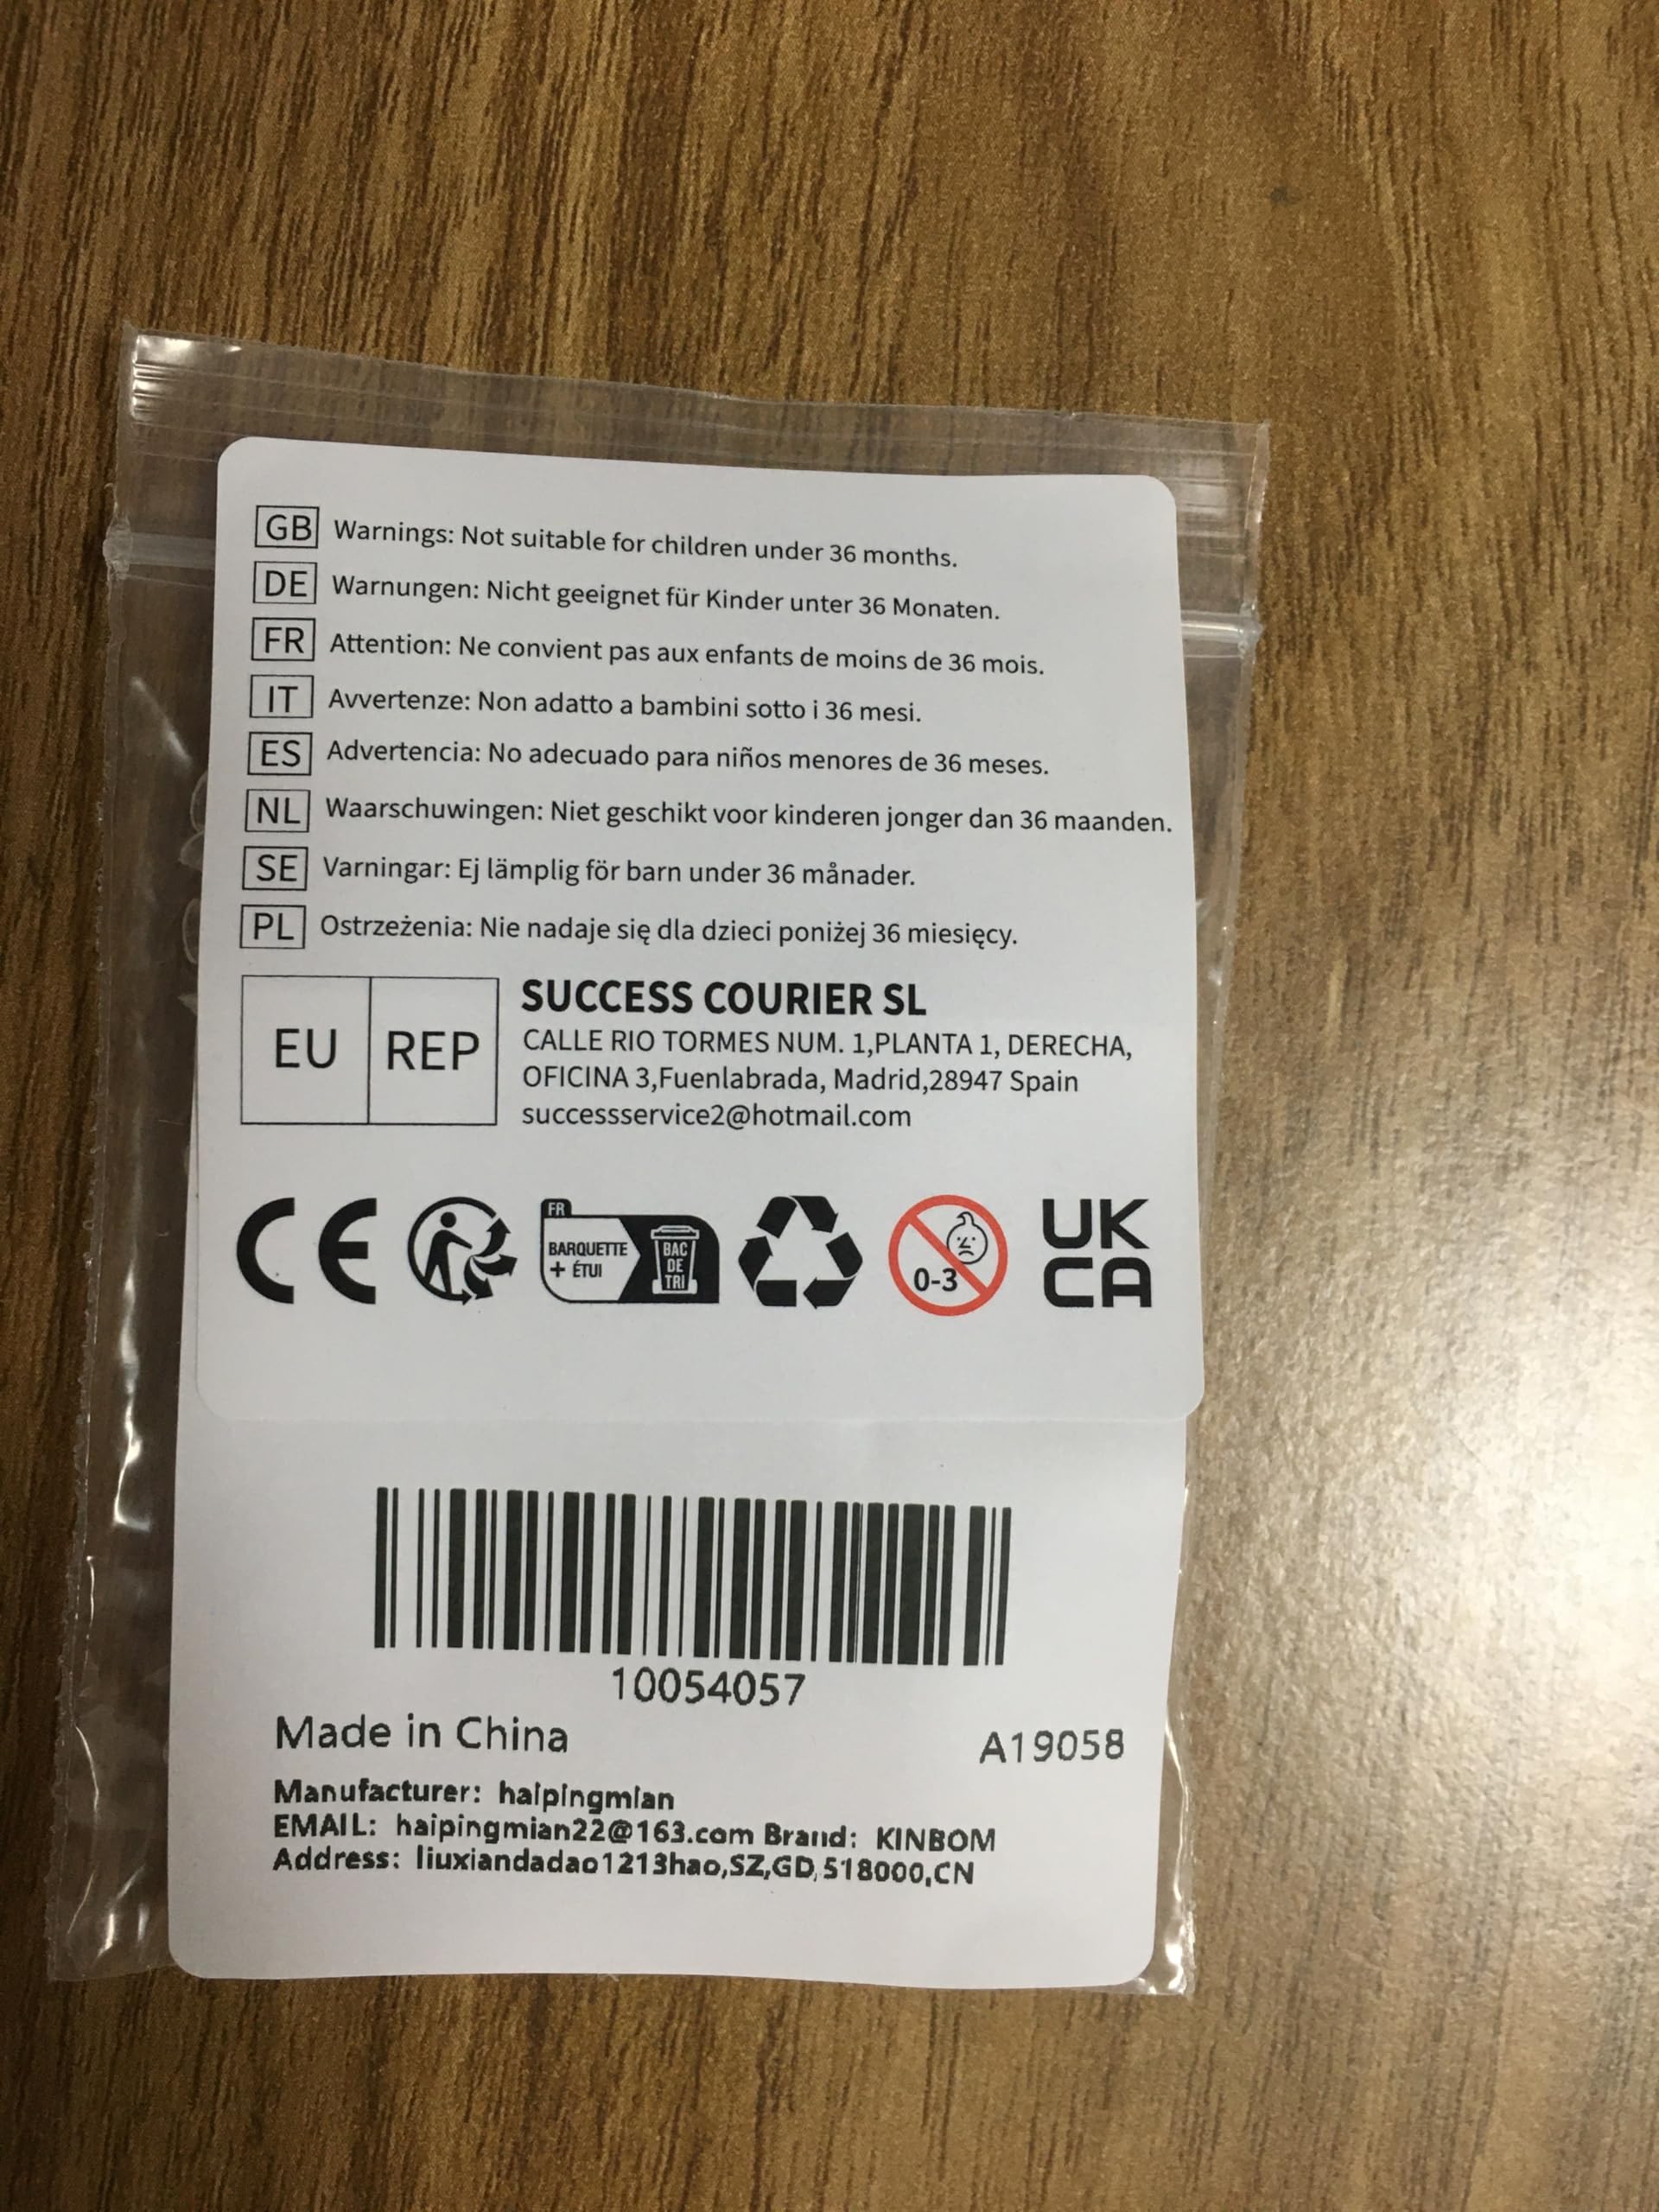 GB Warnings: Not suitable for children under 36 months.
DE Warnungen: Nicht geeignet für Kinder unter 36 Monaten.
FR Attention: Ne convient pas aux enfants de moins de 36 mois.
IT Avvertenze: Non adatto a bambini sotto i 36 mesi.
ES Advertencia: No adecuado para niños menores de 36 meses.
NL Waarschuwingen: Niet geschikt voor kinderen jonger dan 36 maanden.
SE Varningar: Ej lämplig för barn under 36 månader.
PL Ostrzeżenia: Nie nadaje się dla dzieci poniżej 36 miesięcy.
EU REP
SUCCESS COURIER SL
CALLE RIO TORMES NUM. 1,PLANTA 1, DERECHA,
OFICINA 3,Fuenlabrada, Madrid,28947 Spain
successservice2@hotmail.com
CE
FR
BARQUETTE
+ ÉTUI
BAC
DE
TRI
0-3
UK
CA
10054057
Made in China
A19058
Manufacturer: haipingmian
EMAIL: haipingmian22@163.com Brand: KINBOM
Address: liuxiandadao1213hao,SZ,GD,518000,CN